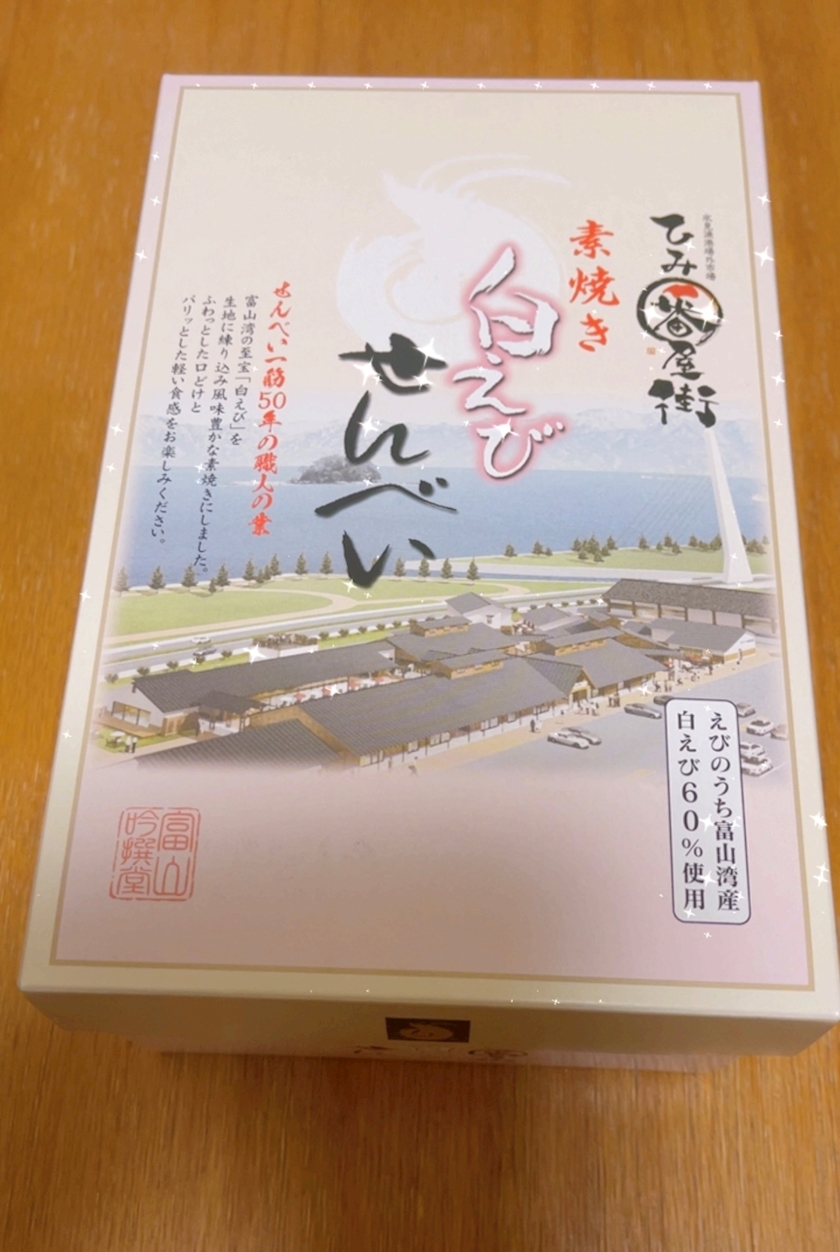 氷見漁港場外市場
ひみ番屋街
素焼き
白えび
せんべい
せんべい一筋50年の職人の業
富山湾の至宝「白えび」を
生地に練り込み風味豊かな素焼きにしました。
ふわっとした口どけと
パリッとした軽い食感をお楽しみください。
えびのうち富山湾産
白えび60%使用
富山
吟撰堂